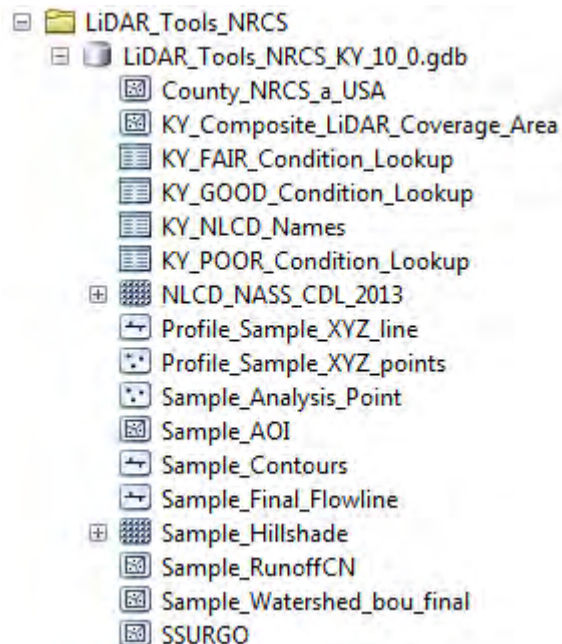 LiDAR_Tools_NRCS
LiDAR_Tools_NRCS_KY_10_0.gdb
County_NRCS_a_USA
KY_Composite_LiDAR_Coverage_Area
KY_FAIR_Condition_Lookup
KY_GOOD_Condition_Lookup
KY_NLCD_Names
KY_POOR_Condition_Lookup
NLCD_NASS_CDL_2013
Profile_Sample_XYZ_line
Profile_Sample_XYZ_points
Sample_Analysis_Point
Sample_AOI
Sample_Contours
Sample_Final_Flowline
Sample_Hillshade
Sample_RunoffCN
Sample_Watershed_bou_final
SSURGO